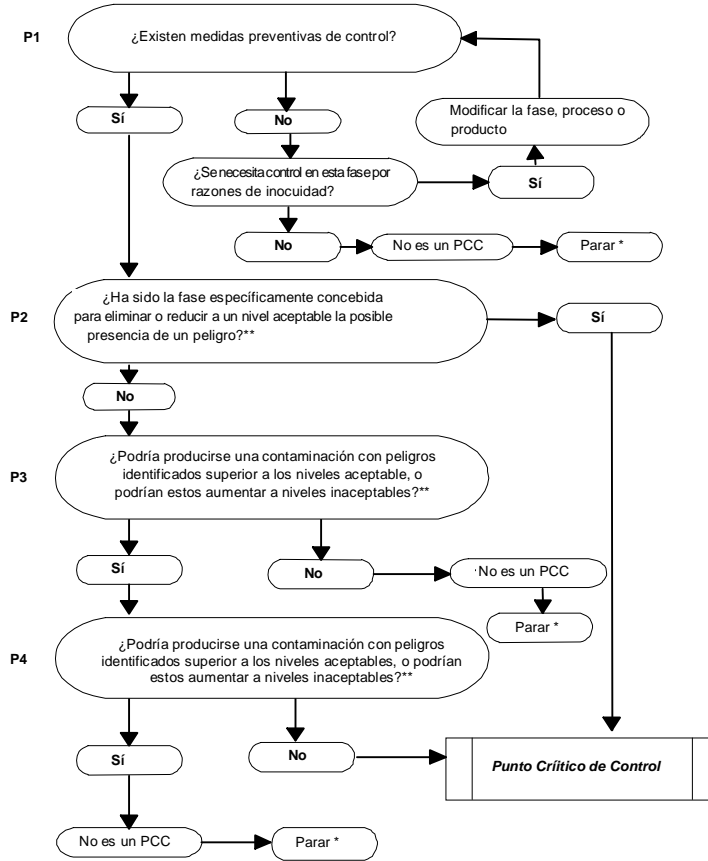 P1
¿Existen medidas preventivas de control?
Sí
No
Modificar la fase, proceso o
producto
¿Se necesita control en esta fase por
razones de inocuidad?
Sí
No
No es un PCC
Parar *
P2
¿Ha sido la fase específicamente concebida
para eliminar o reducir a un nivel aceptable la posible
presencia de un peligro?**
Sí
No
P3
¿Podría producirse una contaminación con peligros
identificados superior a los niveles aceptable, o
podrían estos aumentar a niveles inaceptables?**
Sí
No
No es un PCC
Parar *
P4
¿Podría producirse una contaminación con peligros
identificados superior a los niveles aceptables, o podrían
estos aumentar a niveles inaceptables?**
Sí
No
Punto Críitico de Control
No es un PCC
Parar *